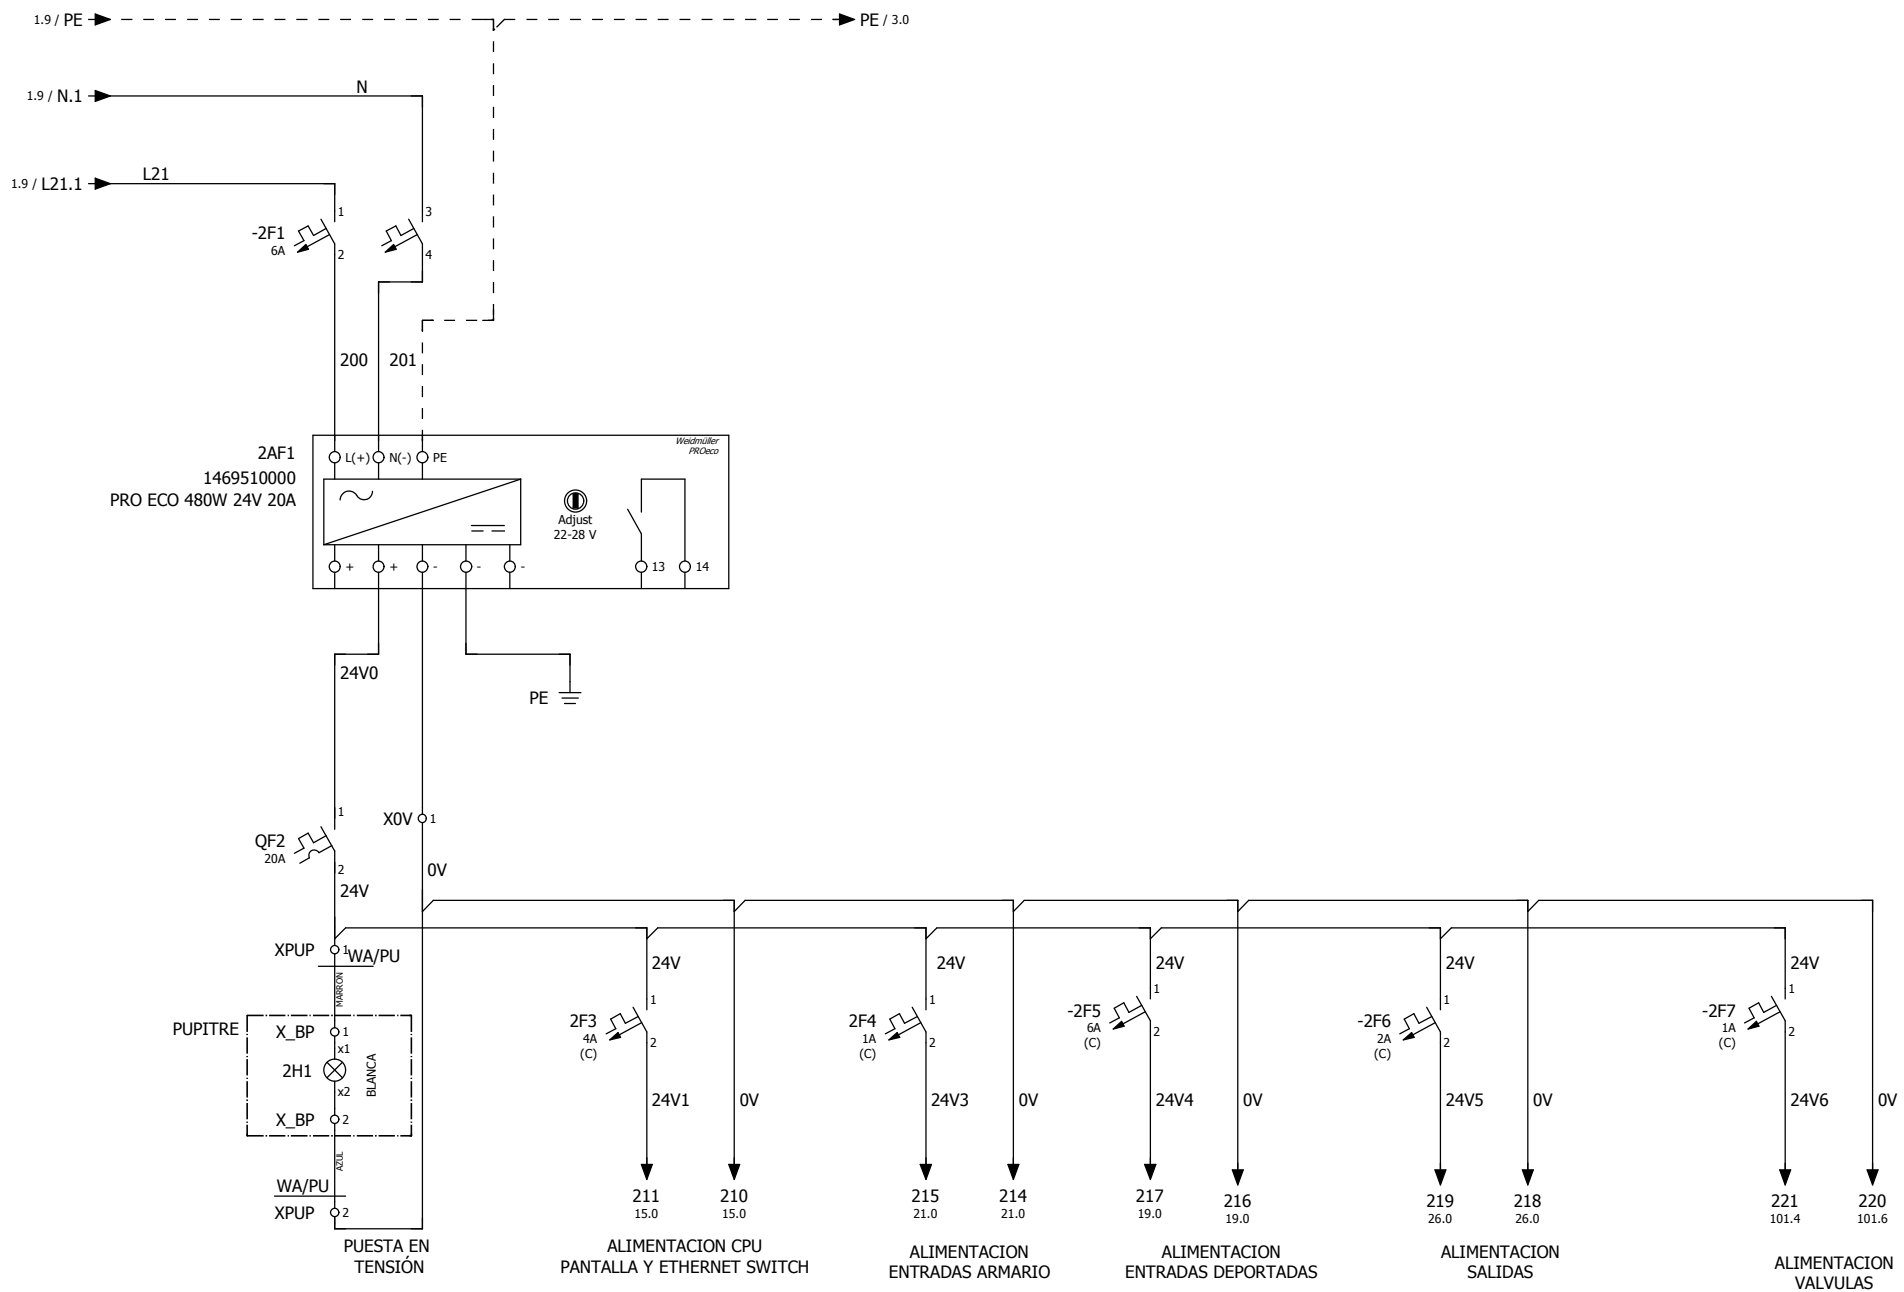 1.9 / PE
PE / 3.0
1.9 / N.1
N
1.9 / L21.1
L21
-2F1
6A
1
2
3
4
200
201
2AF1
1469510000
PRO ECO 480W 24V 20A
Weidmüller
PROeco
L(+)
N(-)
PE
Adjust
22-28 V
+
+
-
-
-
13
14
24V0
PE
QF2
20A
1
2
X0V
1
0V
24V
XPUP
1
WA/PU
MARRON
PUPITRE
X_BP
1
x1
2H1
x2
BLANCA
X_BP
2
AZUL
WA/PU
XPUP
2
PUESTA EN
TENSIÓN
24V
2F3
4A
(C)
1
2
24V1
0V
211
15.0
210
15.0
ALIMENTACION CPU
PANTALLA Y ETHERNET SWITCH
24V
2F4
1A
(C)
1
2
24V3
0V
215
21.0
214
21.0
ALIMENTACION
ENTRADAS ARMARIO
24V
-2F5
6A
(C)
1
2
24V4
0V
217
19.0
216
19.0
ALIMENTACION
ENTRADAS DEPORTADAS
24V
-2F6
2A
(C)
1
2
24V5
0V
219
26.0
218
26.0
ALIMENTACION
SALIDAS
24V
-2F7
1A
(C)
1
2
24V6
0V
221
101.4
220
101.6
ALIMENTACION
VALVULAS